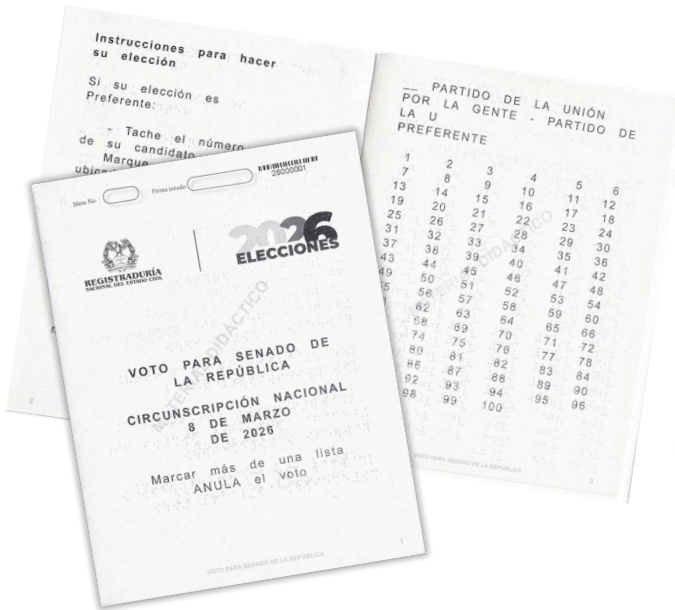 Instrucciones para hacer
su elección
Si su elección es
Preferente:
- Tache el número
de su candidato
Marque
2
__ PARTIDO DE LA UNIÓN
POR LA GENTE - PARTIDO DE
LA U
PREFERENTE
1 2 3 4 5 6
7 8 9 10 11 12
13 14 15 16 17 18
19 20 21 22 23 24
25 26 27 28 29 30
31 32 33 34 35 36
37 38 39 40 41 42
43 44 45 46 47 48
49 50 51 52 53 54
56 57 58 59 60
62 63 64 65 66
68 69 70 71 72
74 75 76 77 78
80 81 82 83 84
86 87 88 89 90
92 93 94 95 96
98 99 100
VOTO PARA SENADO DE LA REPÚBLICA
3
Mesa No.
Firma Jurado
26000001
REGISTRADURÍA
NACIONAL DEL ESTADO CIVIL
2026
ELECCIONES
MATERIAL DIDÁCTICO
VOTO PARA SENADO DE
LA REPÚBLICA
CIRCUNSCRIPCIÓN NACIONAL
8 DE MARZO
DE 2026
Marcar más de una lista
ANULA el voto
VOTO PARA SENADO DE LA REPÚBLICA
1